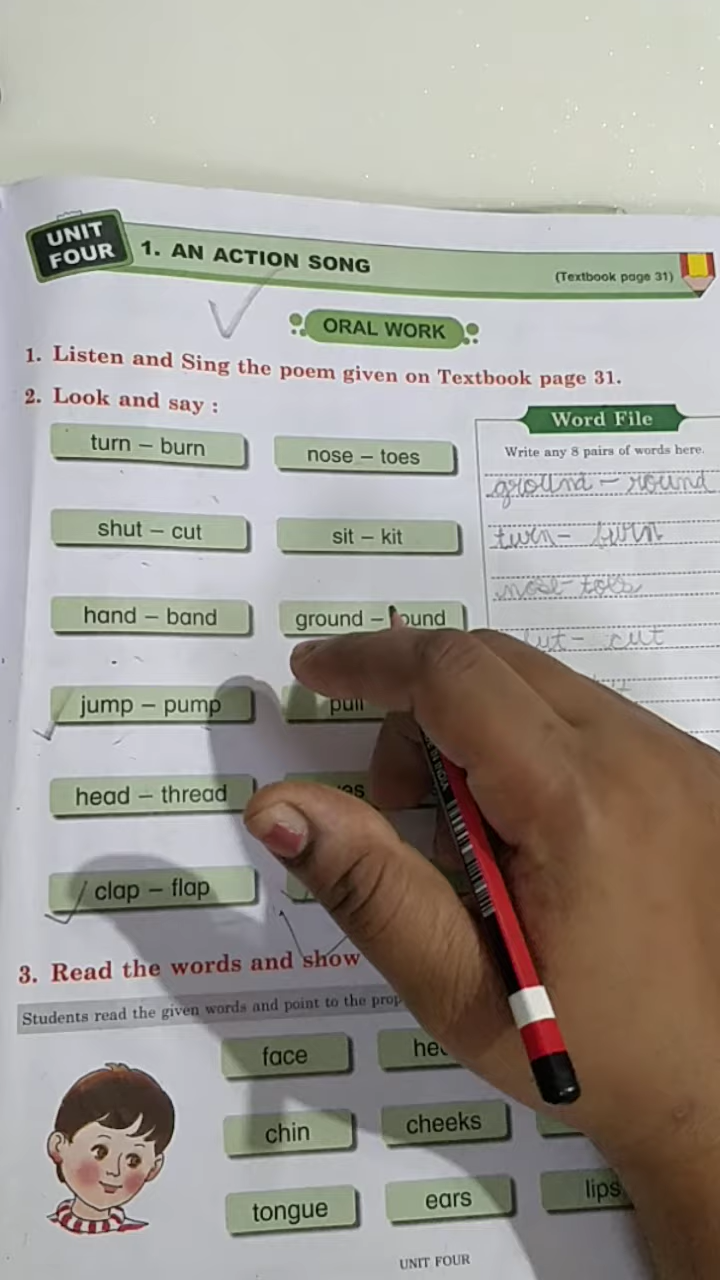 UNIT
FOUR
1. AN ACTION SONG
(Textbook page 31)
ORAL WORK
1. Listen and Sing the poem given on Textbook page 31.
2. Look and say :
turn – burn
nose – toes
shut – cut
sit – kit
hand – band
ground –
jump – pump
pull
head – thread
clap – flap
Word File
Write any 8 pairs of words here.
ground – round
turn – burn
nose – toes
cut
3. Read the words and show
Students read the given words and point to the
face
chin
cheeks
tongue
ears
lips
UNIT FOUR